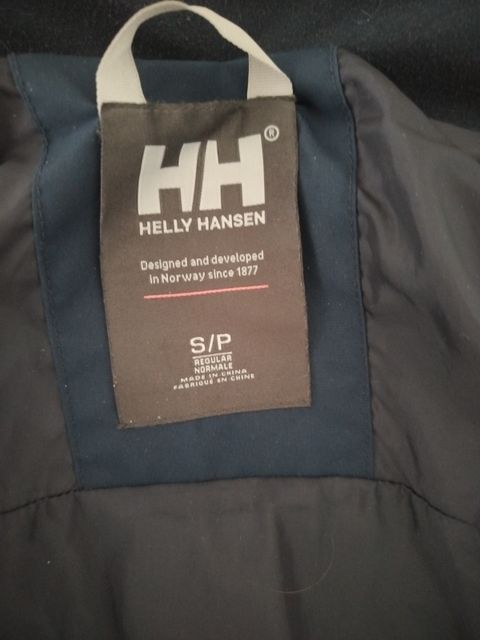 HH®
HELLY HANSEN
Designed and developed
in Norway since 1877
S/P
REGULAR
NORMALE
MADE IN CHINA
FABRIQUÉ EN CHINE